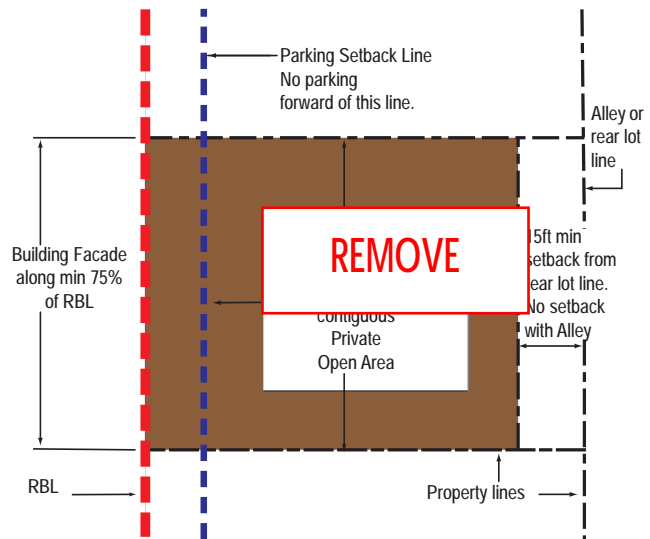 Parking Setback Line
No parking
forward of this line.
Alley or
rear lot
line
Building Facade
along min 75%
of RBL
REMOVE
contiguous
Private
Open Area
15ft min
setback from
rear lot line.
No setback
with Alley
RBL
Property lines